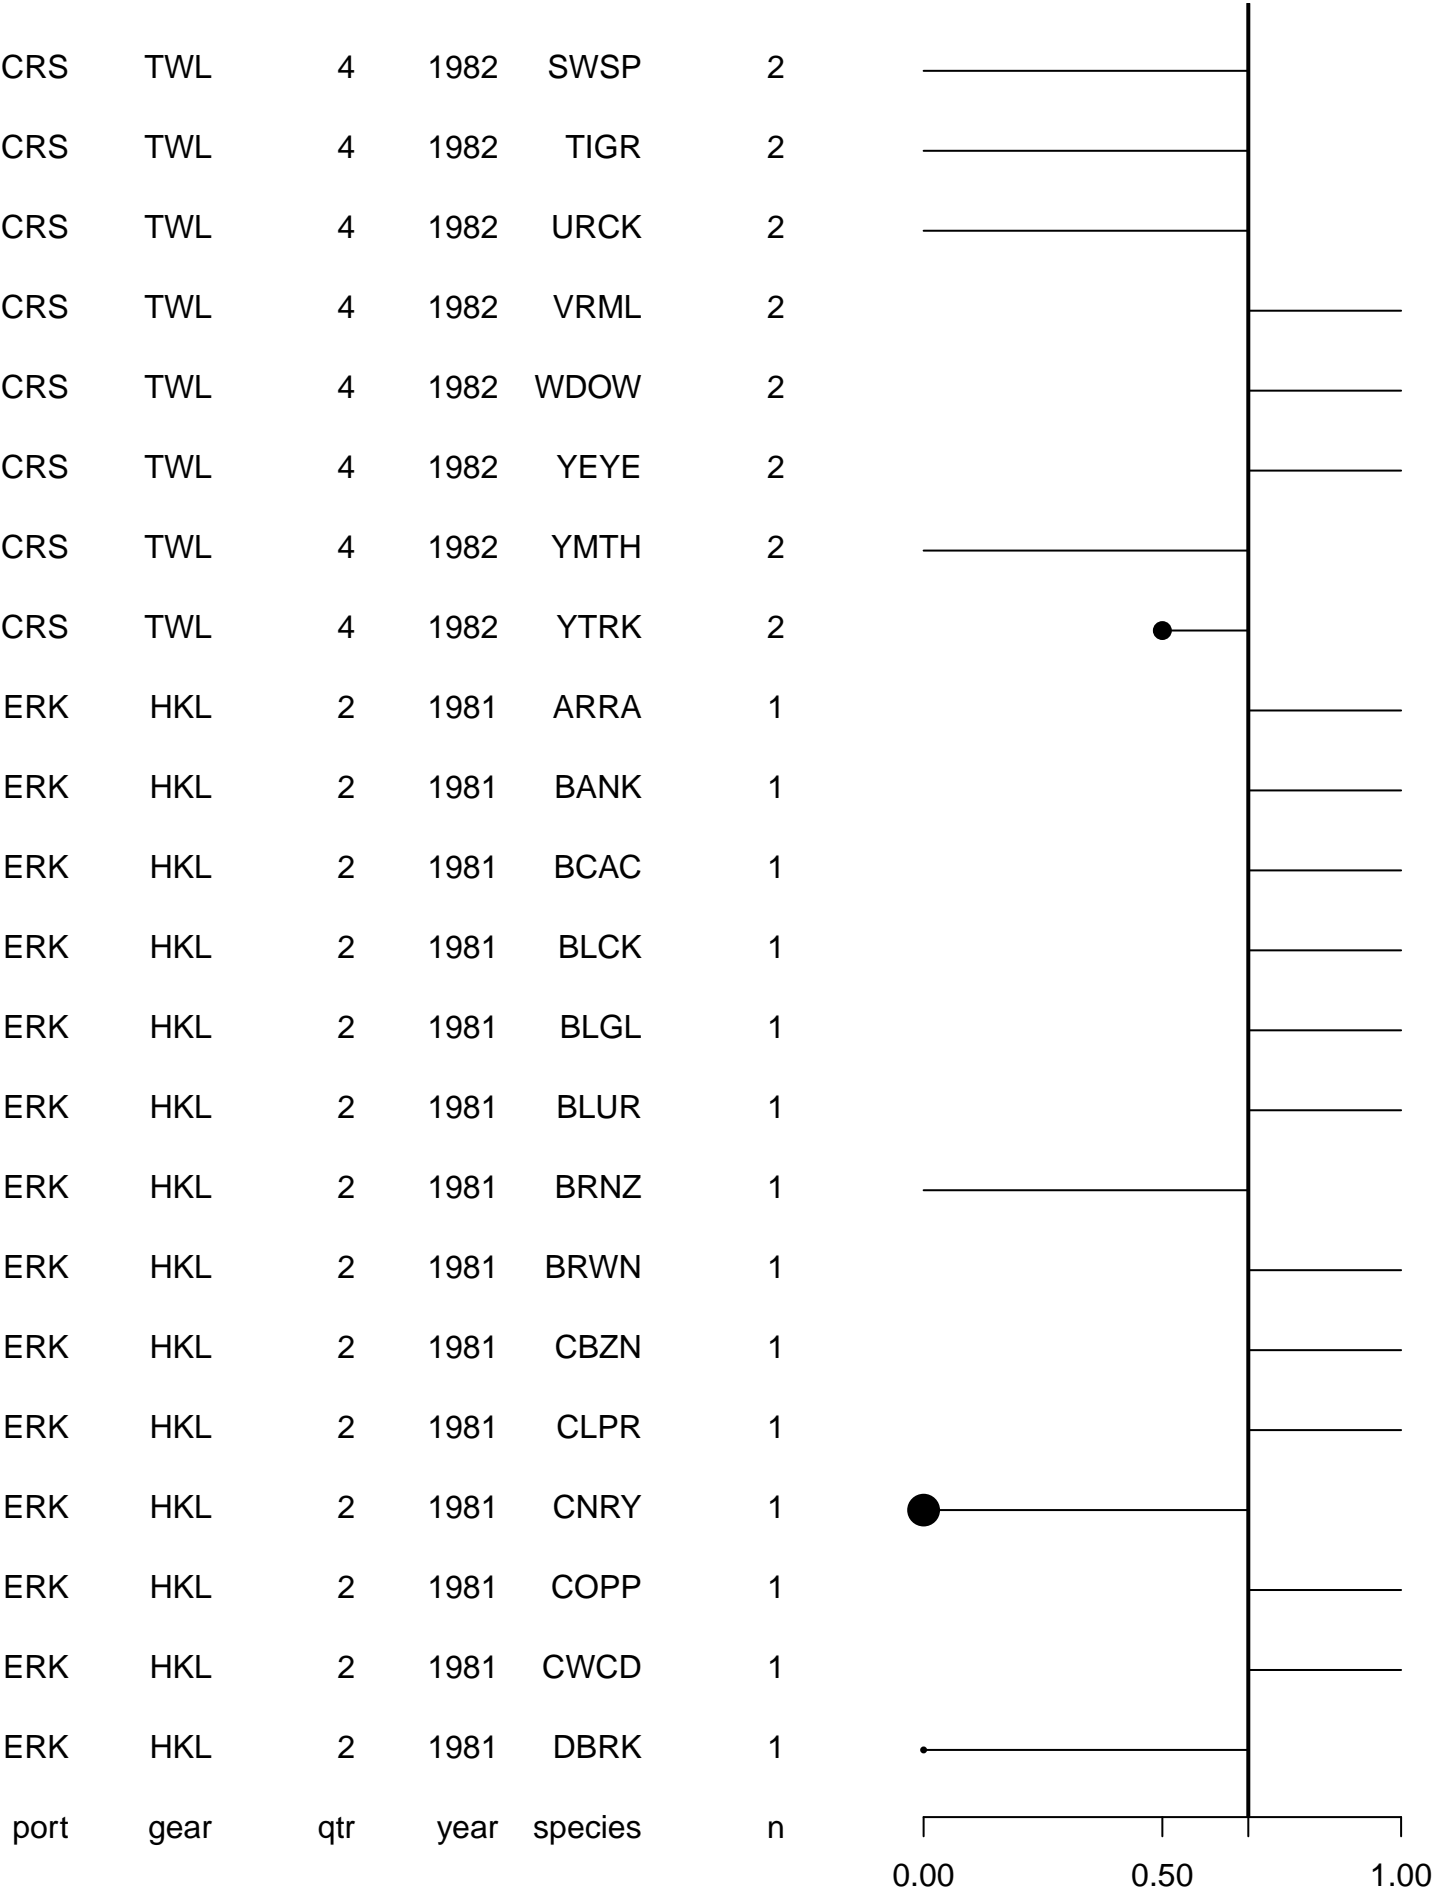 CRS TWL 4 1982 SWSP 2
CRS TWL 4 1982 TIGR 2
CRS TWL 4 1982 URCK 2
CRS TWL 4 1982 VRML 2
CRS TWL 4 1982 WDOW 2
CRS TWL 4 1982 YEYE 2
CRS TWL 4 1982 YMTH 2
CRS TWL 4 1982 YTRK 2
ERK HKL 2 1981 ARRA 1
ERK HKL 2 1981 BANK 1
ERK HKL 2 1981 BCAC 1
ERK HKL 2 1981 BLCK 1
ERK HKL 2 1981 BLGL 1
ERK HKL 2 1981 BLUR 1
ERK HKL 2 1981 BRNZ 1
ERK HKL 2 1981 BRWN 1
ERK HKL 2 1981 CBZN 1
ERK HKL 2 1981 CLPR 1
ERK HKL 2 1981 CNRY 1
ERK HKL 2 1981 COPP 1
ERK HKL 2 1981 CWCD 1
ERK HKL 2 1981 DBRK 1
port gear qtr year species n
0.00 0.50 1.00